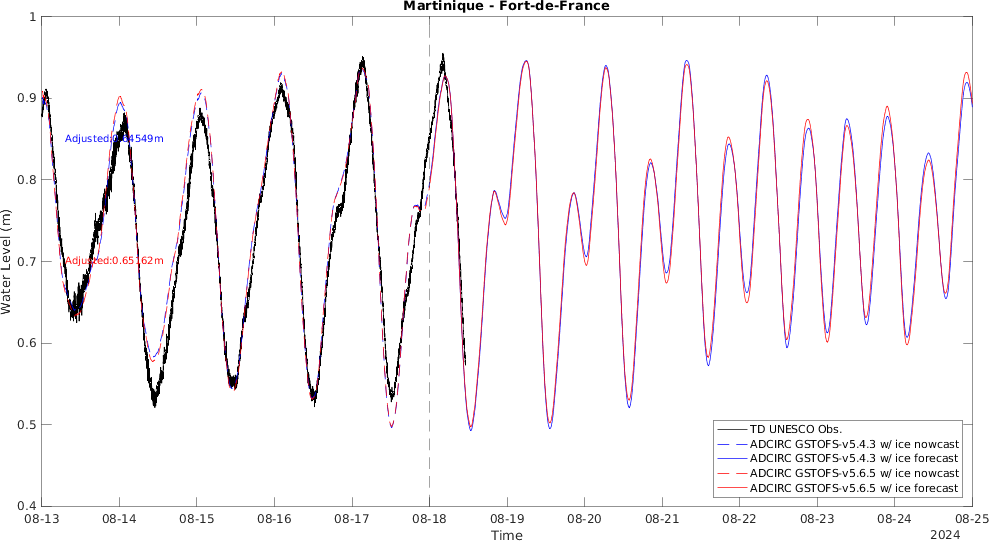 Martinique - Fort-de-France
1
0.9
0.8
0.7
0.6
0.5
0.4
Water Level (m)
Adjusted:0.64549m
Adjusted:0.65162m
TD UNESCO Obs.
ADCIRC GSTOFS-v5.4.3 w/ ice nowcast
ADCIRC GSTOFS-v5.4.3 w/ ice forecast
ADCIRC GSTOFS-v5.6.5 w/ ice nowcast
ADCIRC GSTOFS-v5.6.5 w/ ice forecast
08-13 08-14 08-15 08-16 08-17 08-18 08-19 08-20 08-21 08-22 08-23 08-24 08-25
Time
2024